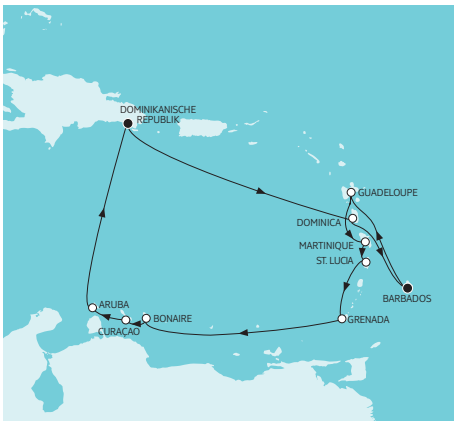 DOMINIKANISCHE
REPUBLIK
GUADELOUPE
DOMINICA
MARTINIQUE
ST. LUCIA
BARBADOS
ARUBA
BONAIRE
GRENADA
CURAÇAO